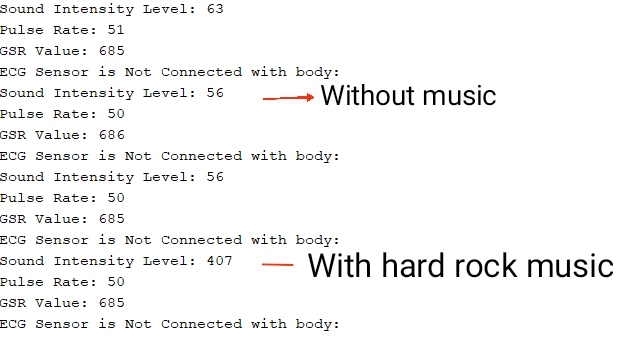 Sound Intensity Level: 63
Pulse Rate: 51
GSR Value: 685
ECG Sensor is Not Connected with body:
Sound Intensity Level: 56 Without music
Pulse Rate: 50
GSR Value: 686
ECG Sensor is Not Connected with body:
Sound Intensity Level: 56
Pulse Rate: 50
GSR Value: 685
ECG Sensor is Not Connected with body:
Sound Intensity Level: 407 With hard rock music
Pulse Rate: 50
GSR Value: 685
ECG Sensor is Not Connected with body: